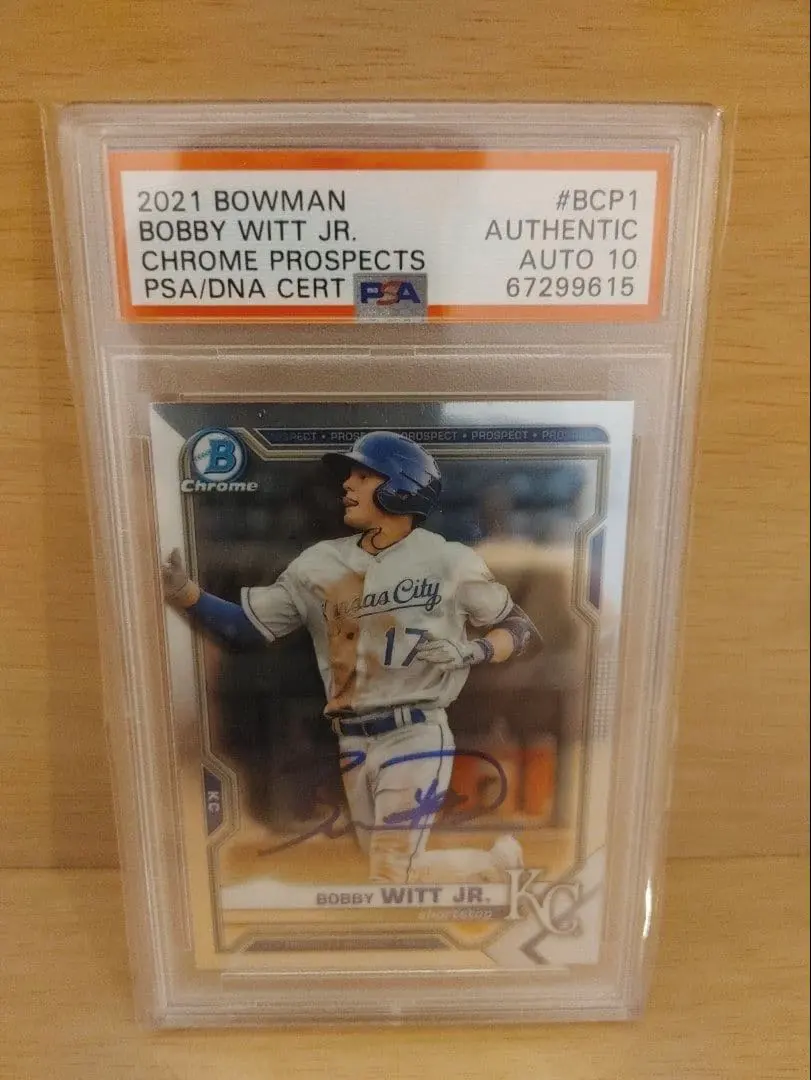 2021 BOWMAN #BCP1
BOBBY WITT JR. AUTHENTIC
CHROME PROSPECTS AUTO 10
PSA/DNA CERT PSA 67299615
PROSPECT • PROSPECT • PROSPECT
B
Chrome
Kansas City
17
KC
BOBBY WITT JR.
shortstop
KC